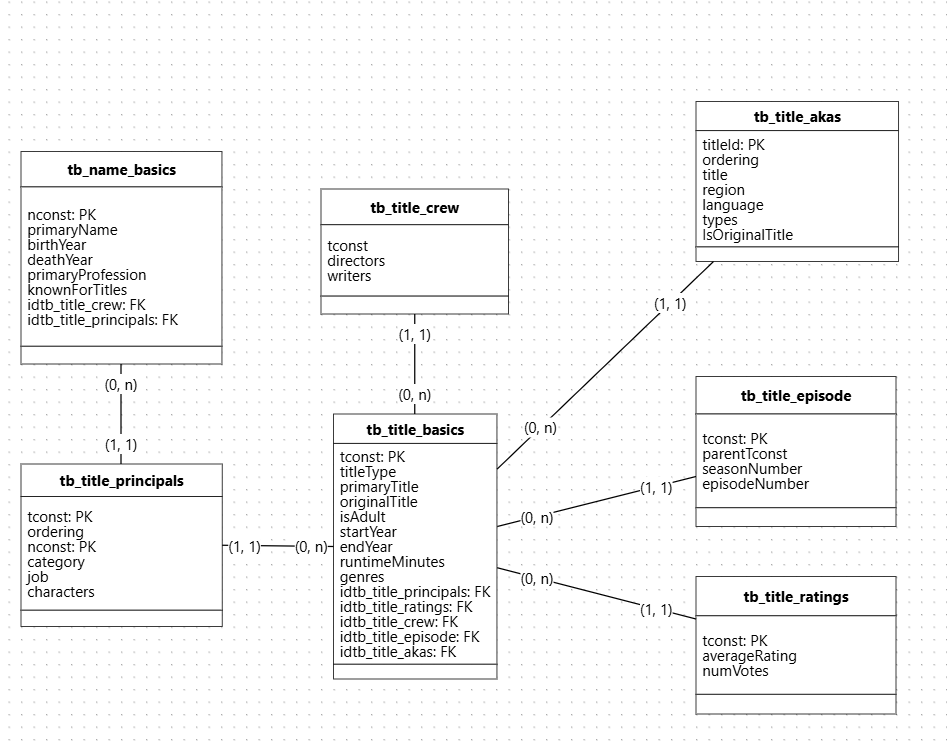 tb_title_akas
titleId: PK
ordering
title
region
language
types
IsOriginalTitle
tb_name_basics
nconst: PK
primaryName
birthYear
deathYear
primaryProfession
knownForTitles
idtb_title_crew: FK
idtb_title_principals: FK
tb_title_crew
tconst
directors
writers
(1, 1)
(1, 1)
(0, n)
(0, n)
(0, n)
(1, 1)
tb_title_episode
tconst: PK
parentTconst
seasonNumber
episodeNumber
tb_title_basics
tconst: PK
titleType
primaryTitle
originalTitle
isAdult
startYear
endYear
runtimeMinutes
genres
idtb_title_principals: FK
idtb_title_ratings: FK
idtb_title_crew: FK
idtb_title_episode: FK
idtb_title_akas: FK
tb_title_principals
tconst: PK
ordering
nconst: PK
category
job
characters
(1, 1)
(0, n)
(0, n)
(1, 1)
(0, n)
(1, 1)
tb_title_ratings
tconst: PK
averageRating
numVotes